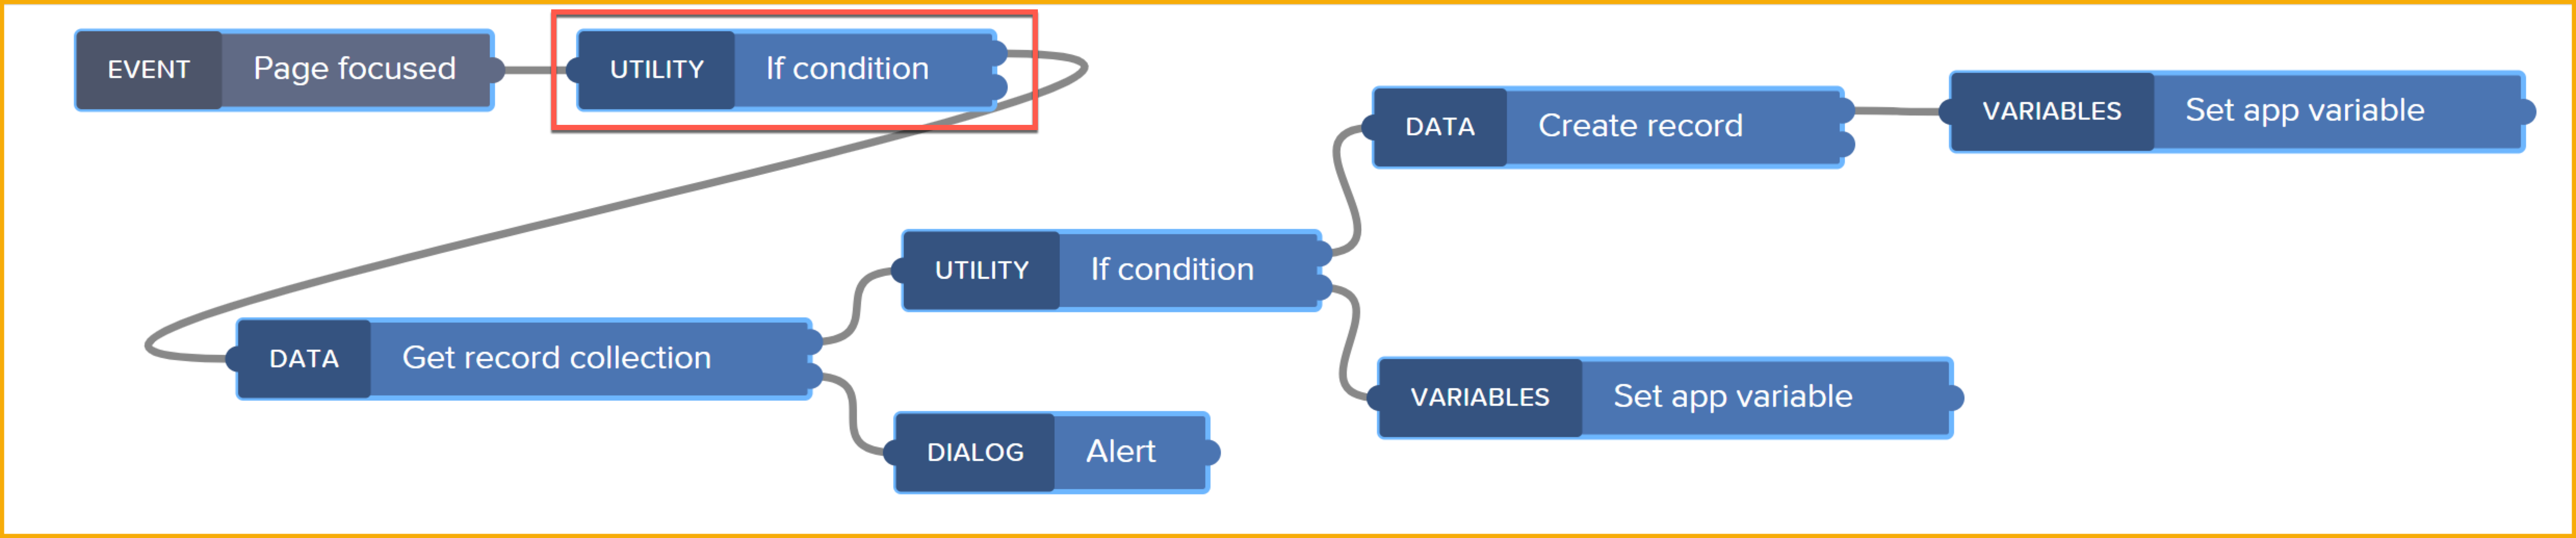 EVENT Page focused
UTILITY If condition
DATA Create record
VARIABLES Set app variable
UTILITY If condition
DATA Get record collection
VARIABLES Set app variable
DIALOG Alert